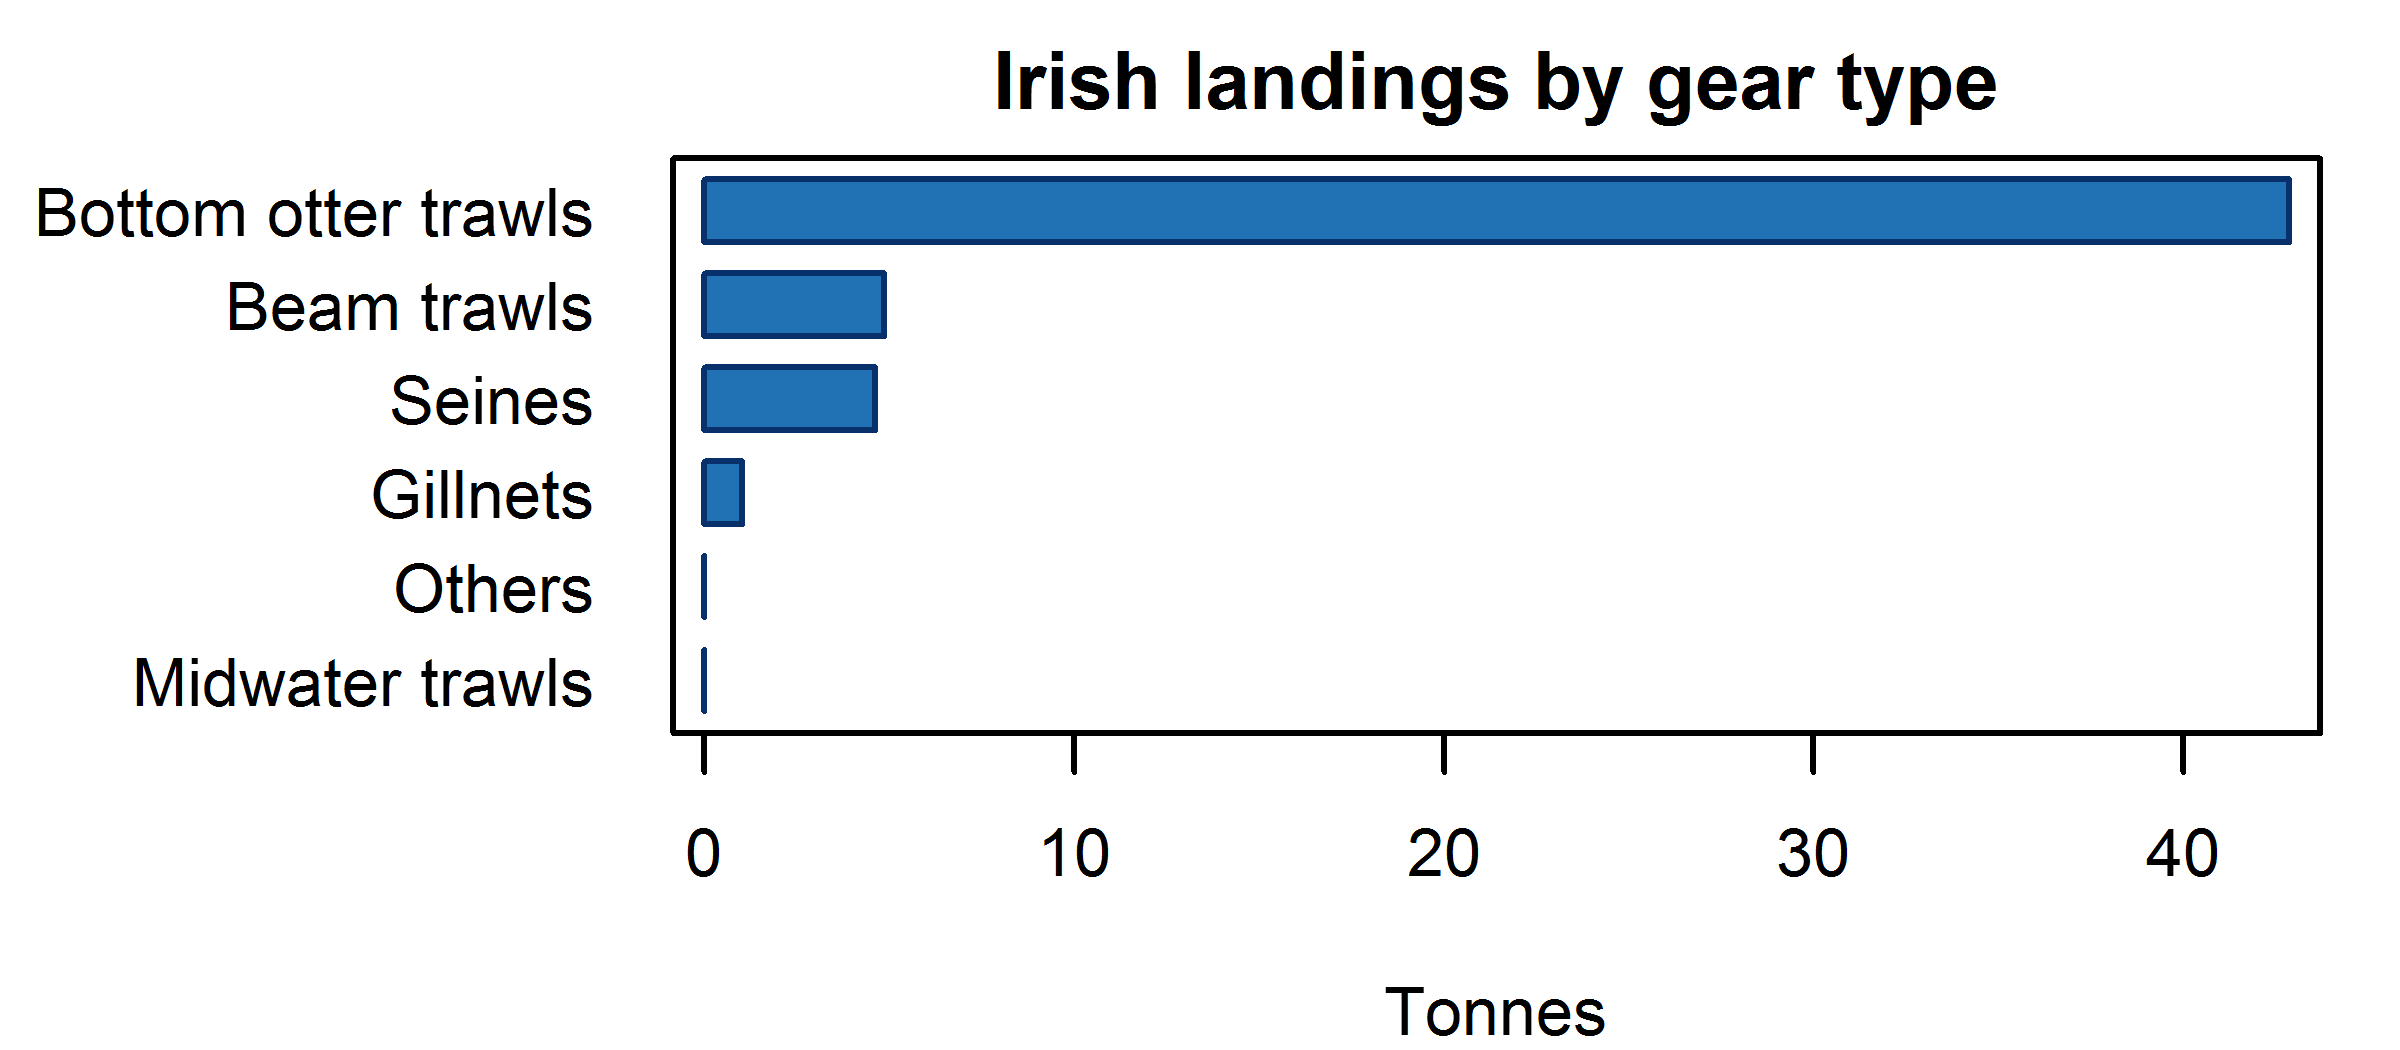 Irish landings by gear type
Bottom otter trawls
Beam trawls
Seines
Gillnets
Others
Midwater trawls
0 10 20 30 40
Tonnes